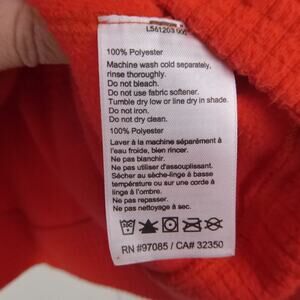 L561203 00
100% Polyester
Machine wash cold separately,
rinse thoroughly.
Do not bleach.
Do not use fabric softener.
Tumble dry low or line dry in shade.
Do not iron.
Do not dry clean.
100% Polyester
Laver à la machine séparément à
l'eau froide, bien rincer.
Ne pas blanchir.
Ne pas utiliser d'assouplissant.
Sécher au sèche-linge à basse
température ou sur une corde à
linge à l'ombre.
Ne pas repasser.
Ne pas nettoyage à sec.
RN #97085 / CA# 32350